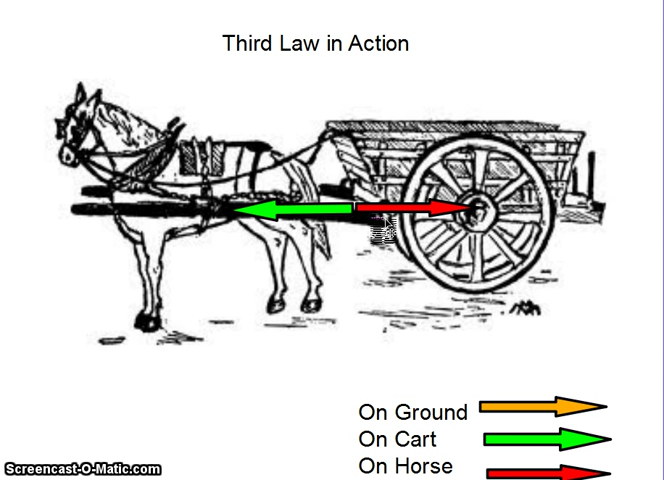 Third Law in Action
On Ground
On Cart
On Horse
Screencast-O-Matic.com